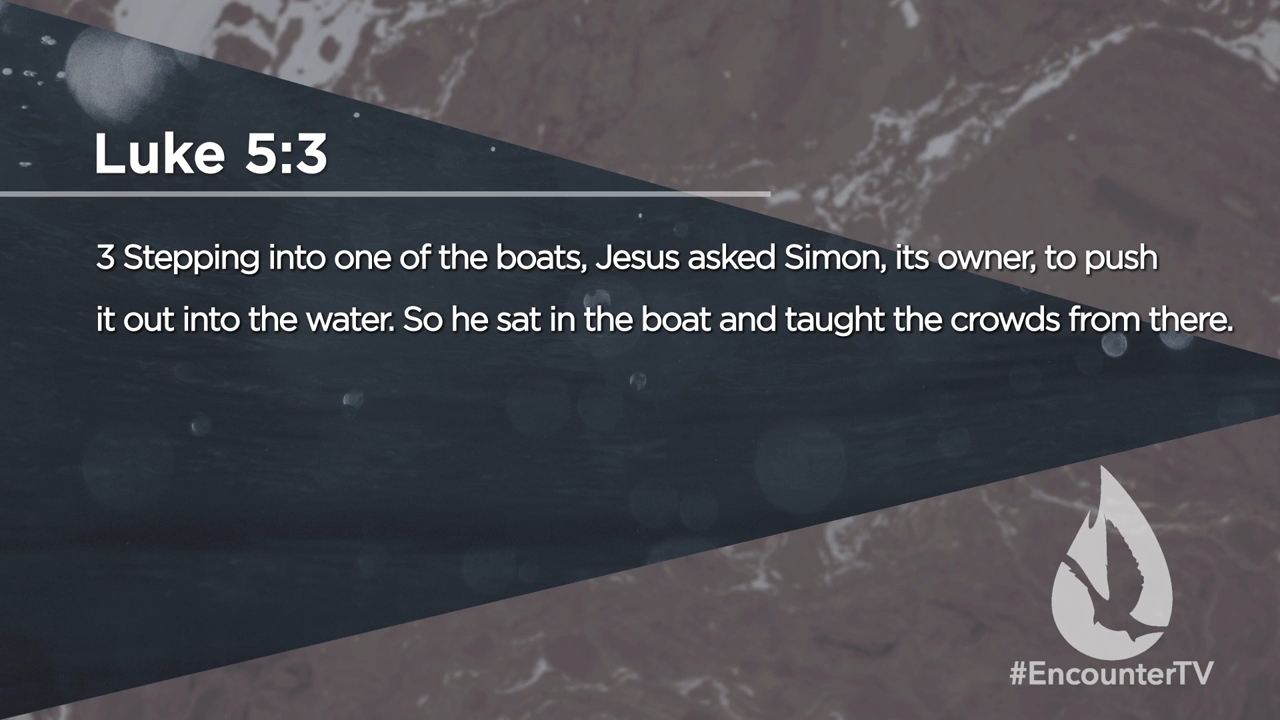 Luke 5:3
3 Stepping into one of the boats, Jesus asked Simon, its owner, to push
it out into the water. So he sat in the boat and taught the crowds from there.
#EncounterTV